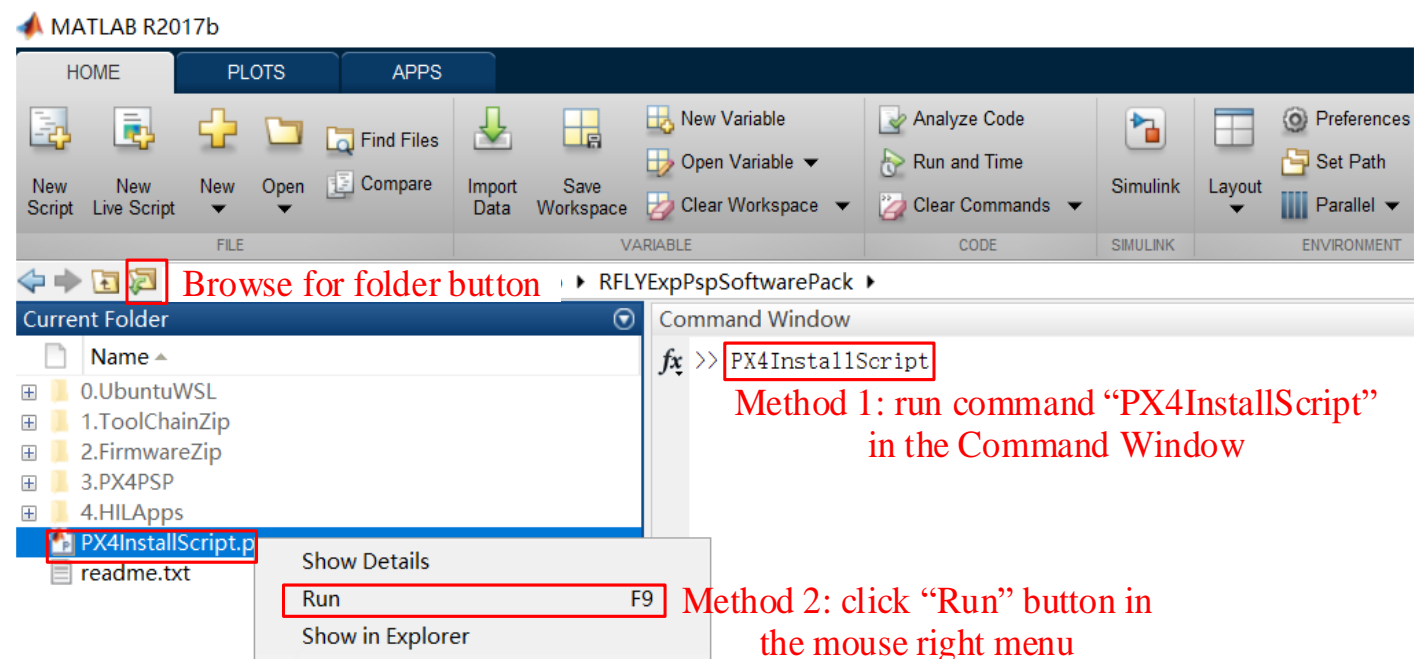 MATLAB R2017b
HOME PLOTS APPS
New Script
New Live Script
New
Open
Find Files
Compare
Import Data
Save Workspace
New Variable
Open Variable
Clear Workspace
Analyze Code
Run and Time
Clear Commands
Simulink
Layout
Preferences
Set Path
Parallel
FILE VARIABLE CODE SIMULINK ENVIRONMENT
Browse for folder button
RFLYExpPspSoftwarePack
Current Folder
Command Window
Name
fx >> PX4InstallScript
0.UbuntuWSL
1.ToolChainZip
2.FirmwareZip
3.PX4PSP
4.HILApps
PX4InstallScript.p
readme.txt
Method 1: run command “PX4InstallScript”
in the Command Window
Show Details
Run F9
Show in Explorer
Method 2: click “Run” button in
the mouse right menu